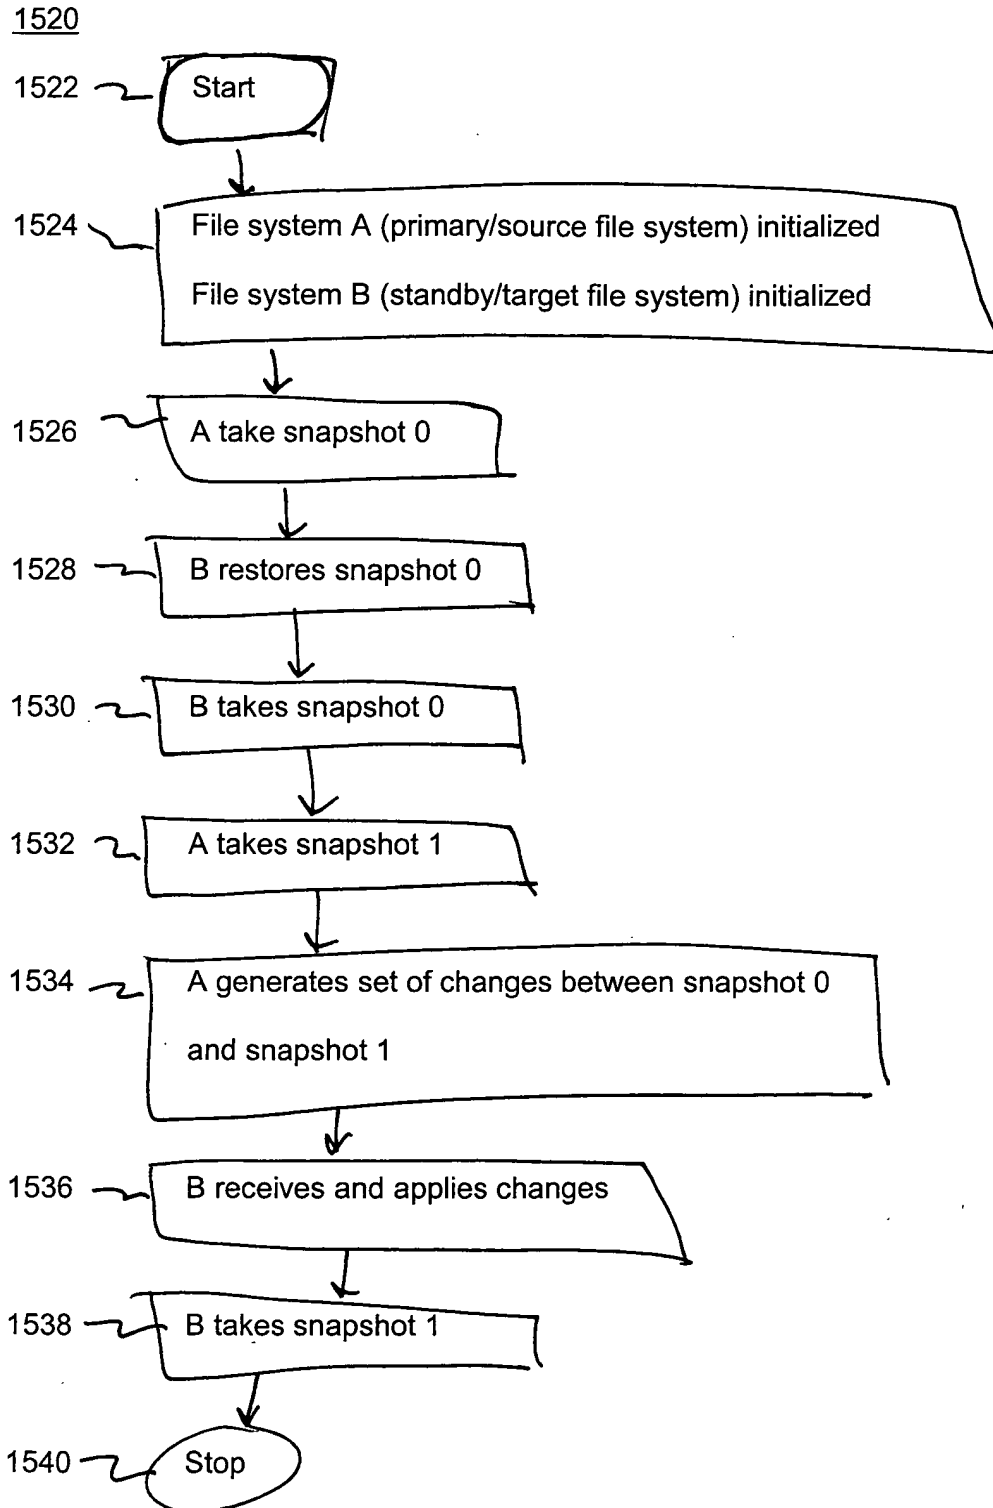 1520
1522 Start
1524 File system A (primary/source file system) initialized
File system B (standby/target file system) initialized
1526 A take snapshot 0
1528 B restores snapshot 0
1530 B takes snapshot 0
1532 A takes snapshot 1
1534 A generates set of changes between snapshot 0
and snapshot 1
1536 B receives and applies changes
1538 B takes snapshot 1
1540 Stop